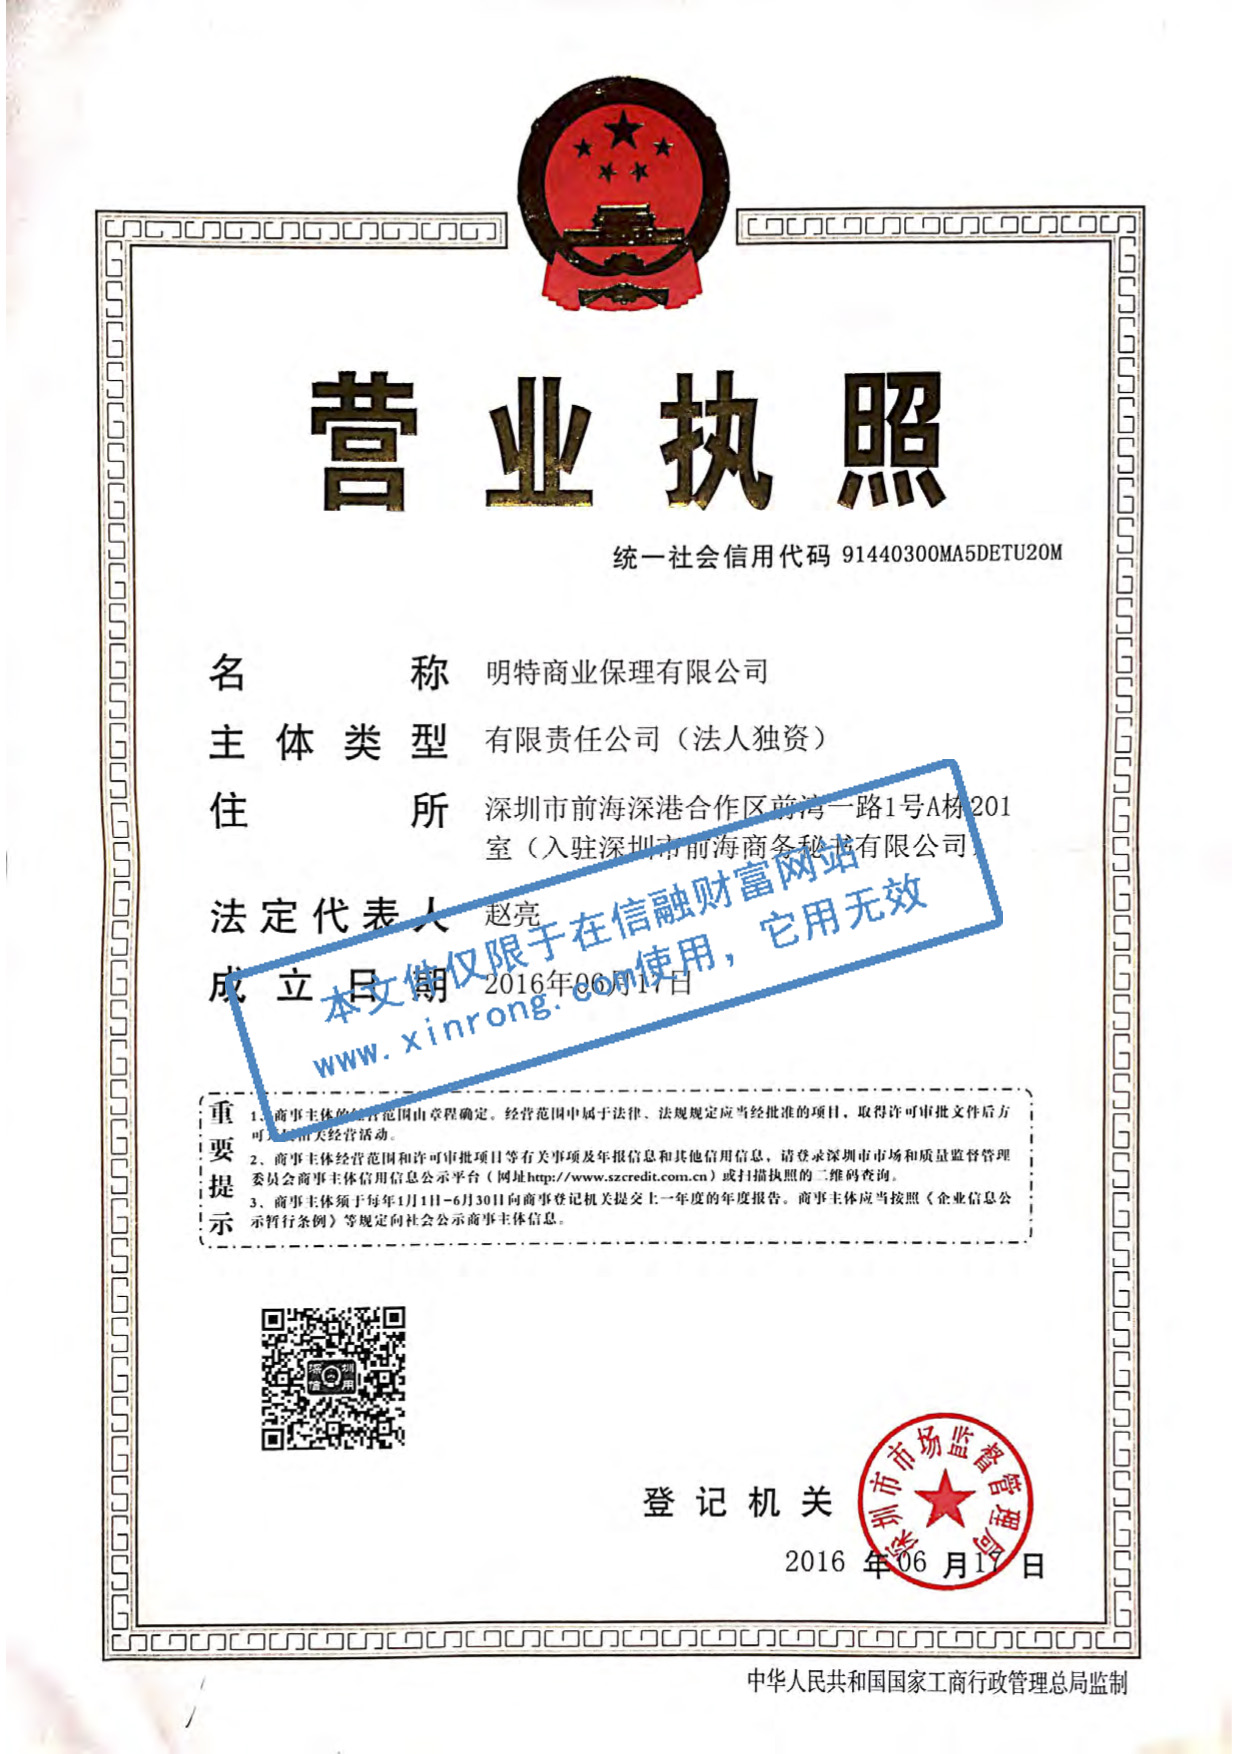 营业执照
统一社会信用代码 91440300MA5DETU20M
名称 明特商业保理有限公司
主体类型 有限责任公司（法人独资）
住所 深圳市前海深港合作区前湾一路1号A栋201
室（入驻深圳市前海商务秘书有限公司）
法定代表人 赵亮
成立日期 2016年06月17日
本文件仅限于在信融财富网站
www.xinrong.com使用，它用无效
重要提示
1、商事主体的经营范围由章程确定。经营范围中属于法律、法规规定应当经批准的项目，取得许可审批文件后方
可开展相关经营活动。
2、商事主体经营范围和许可审批项目等有关事项及年报信息和其他信用信息，请登录深圳市市场和质量监督管理
委员会商事主体信用信息公示平台（网址http://www.szcredit.com.cn）或扫描执照的二维码查询。
3、商事主体须于每年1月1日-6月30日向商事登记机关提交上一年度的年度报告。商事主体应当按照《企业信息公
示暂行条例》等规定向社会公示商事主体信息。
深圳信用
登记机关
深圳市市场监督管理局
2016 年06 月17 日
中华人民共和国国家工商行政管理总局监制